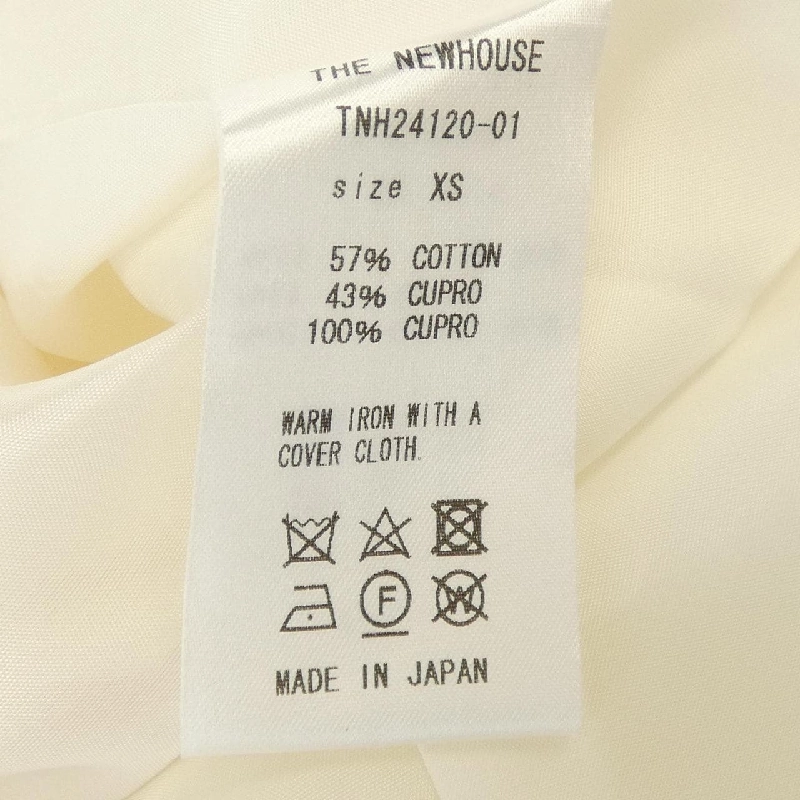 THE NEWHOUSE
TNH24120-01
size XS
57% COTTON
43% CUPRO
100% CUPRO
WARM IRON WITH A
COVER CLOTH.
F
W
MADE IN JAPAN